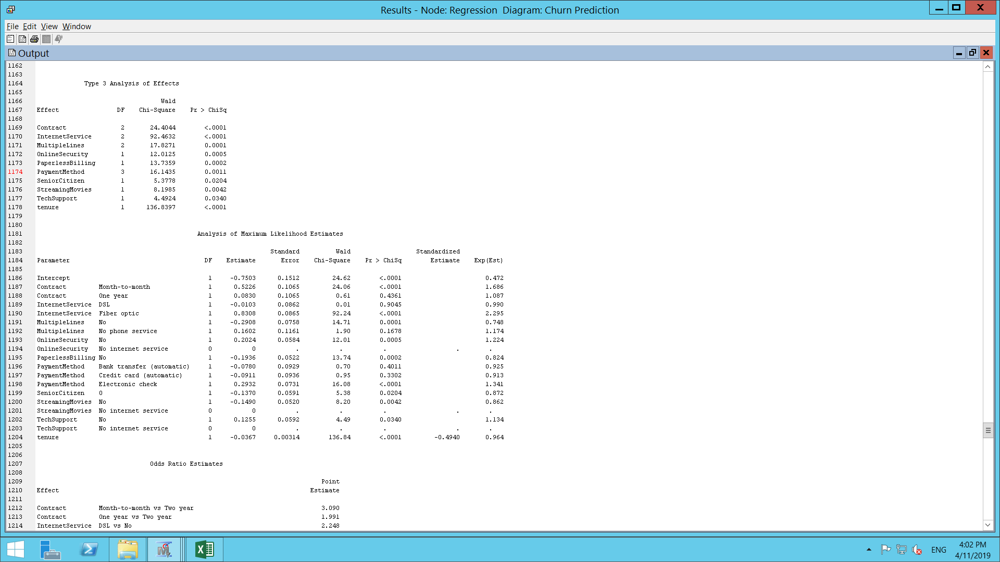 Results - Node: Regression  Diagram: Churn Prediction
File Edit View Window
Output
1162
1163
1164 Type 3 Analysis of Effects
1165
1166 Wald
1167 Effect DF Chi-Square Pr > ChiSq
1168
1169 Contract 2 24.4044 <.0001
1170 InternetService 2 92.4632 <.0001
1171 MultipleLines 2 17.8271 0.0001
1172 OnlineSecurity 1 12.0125 0.0005
1173 PaperlessBilling 1 13.7359 0.0002
1174 PaymentMethod 3 16.1435 0.0011
1175 SeniorCitizen 1 5.3778 0.0204
1176 StreamingMovies 1 8.1985 0.0042
1177 TechSupport 1 4.4924 0.0340
1178 tenure 1 136.8397 <.0001
1179
1180
1181 Analysis of Maximum Likelihood Estimates
1182
1183 Standard Wald Standardized
1184 Parameter DF Estimate Error Chi-Square Pr > ChiSq Estimate Exp(Est)
1185
1186 Intercept 1 -0.7503 0.1512 24.62 <.0001 0.472
1187 Contract Month-to-month 1 0.5226 0.1065 24.06 <.0001 1.686
1188 Contract One year 1 0.0830 0.1065 0.61 0.4361 1.087
1189 InternetService DSL 1 -0.0103 0.0862 0.01 0.9045 0.990
1190 InternetService Fiber optic 1 0.8308 0.0865 92.24 <.0001 2.295
1191 MultipleLines No 1 -0.2908 0.0758 14.71 0.0001 0.748
1192 MultipleLines No phone service 1 0.1602 0.1161 1.90 0.1678 1.174
1193 OnlineSecurity No 1 0.2024 0.0584 12.01 0.0005 1.224
1194 OnlineSecurity No internet service 0 0 . . . . .
1195 PaperlessBilling No 1 -0.1936 0.0522 13.74 0.0002 0.824
1196 PaymentMethod Bank transfer (automatic) 1 -0.0780 0.0929 0.70 0.4011 0.925
1197 PaymentMethod Credit card (automatic) 1 -0.0911 0.0936 0.95 0.3302 0.913
1198 PaymentMethod Electronic check 1 0.2932 0.0731 16.08 <.0001 1.341
1199 SeniorCitizen 0 1 -0.1370 0.0591 5.38 0.0204 0.872
1200 StreamingMovies No 1 -0.1490 0.0520 8.20 0.0042 0.862
1201 StreamingMovies No internet service 0 0 . . . . .
1202 TechSupport No 1 0.1255 0.0592 4.49 0.0340 1.134
1203 TechSupport No internet service 0 0 . . . . .
1204 tenure 1 -0.0367 0.00314 136.84 <.0001 -0.4940 0.964
1205
1206
1207 Odds Ratio Estimates
1208
1209 Point
1210 Effect Estimate
1211
1212 Contract Month-to-month vs Two year 3.090
1213 Contract One year vs Two year 1.991
1214 InternetService DSL vs No 2.248
ENG
4:02 PM
4/11/2019